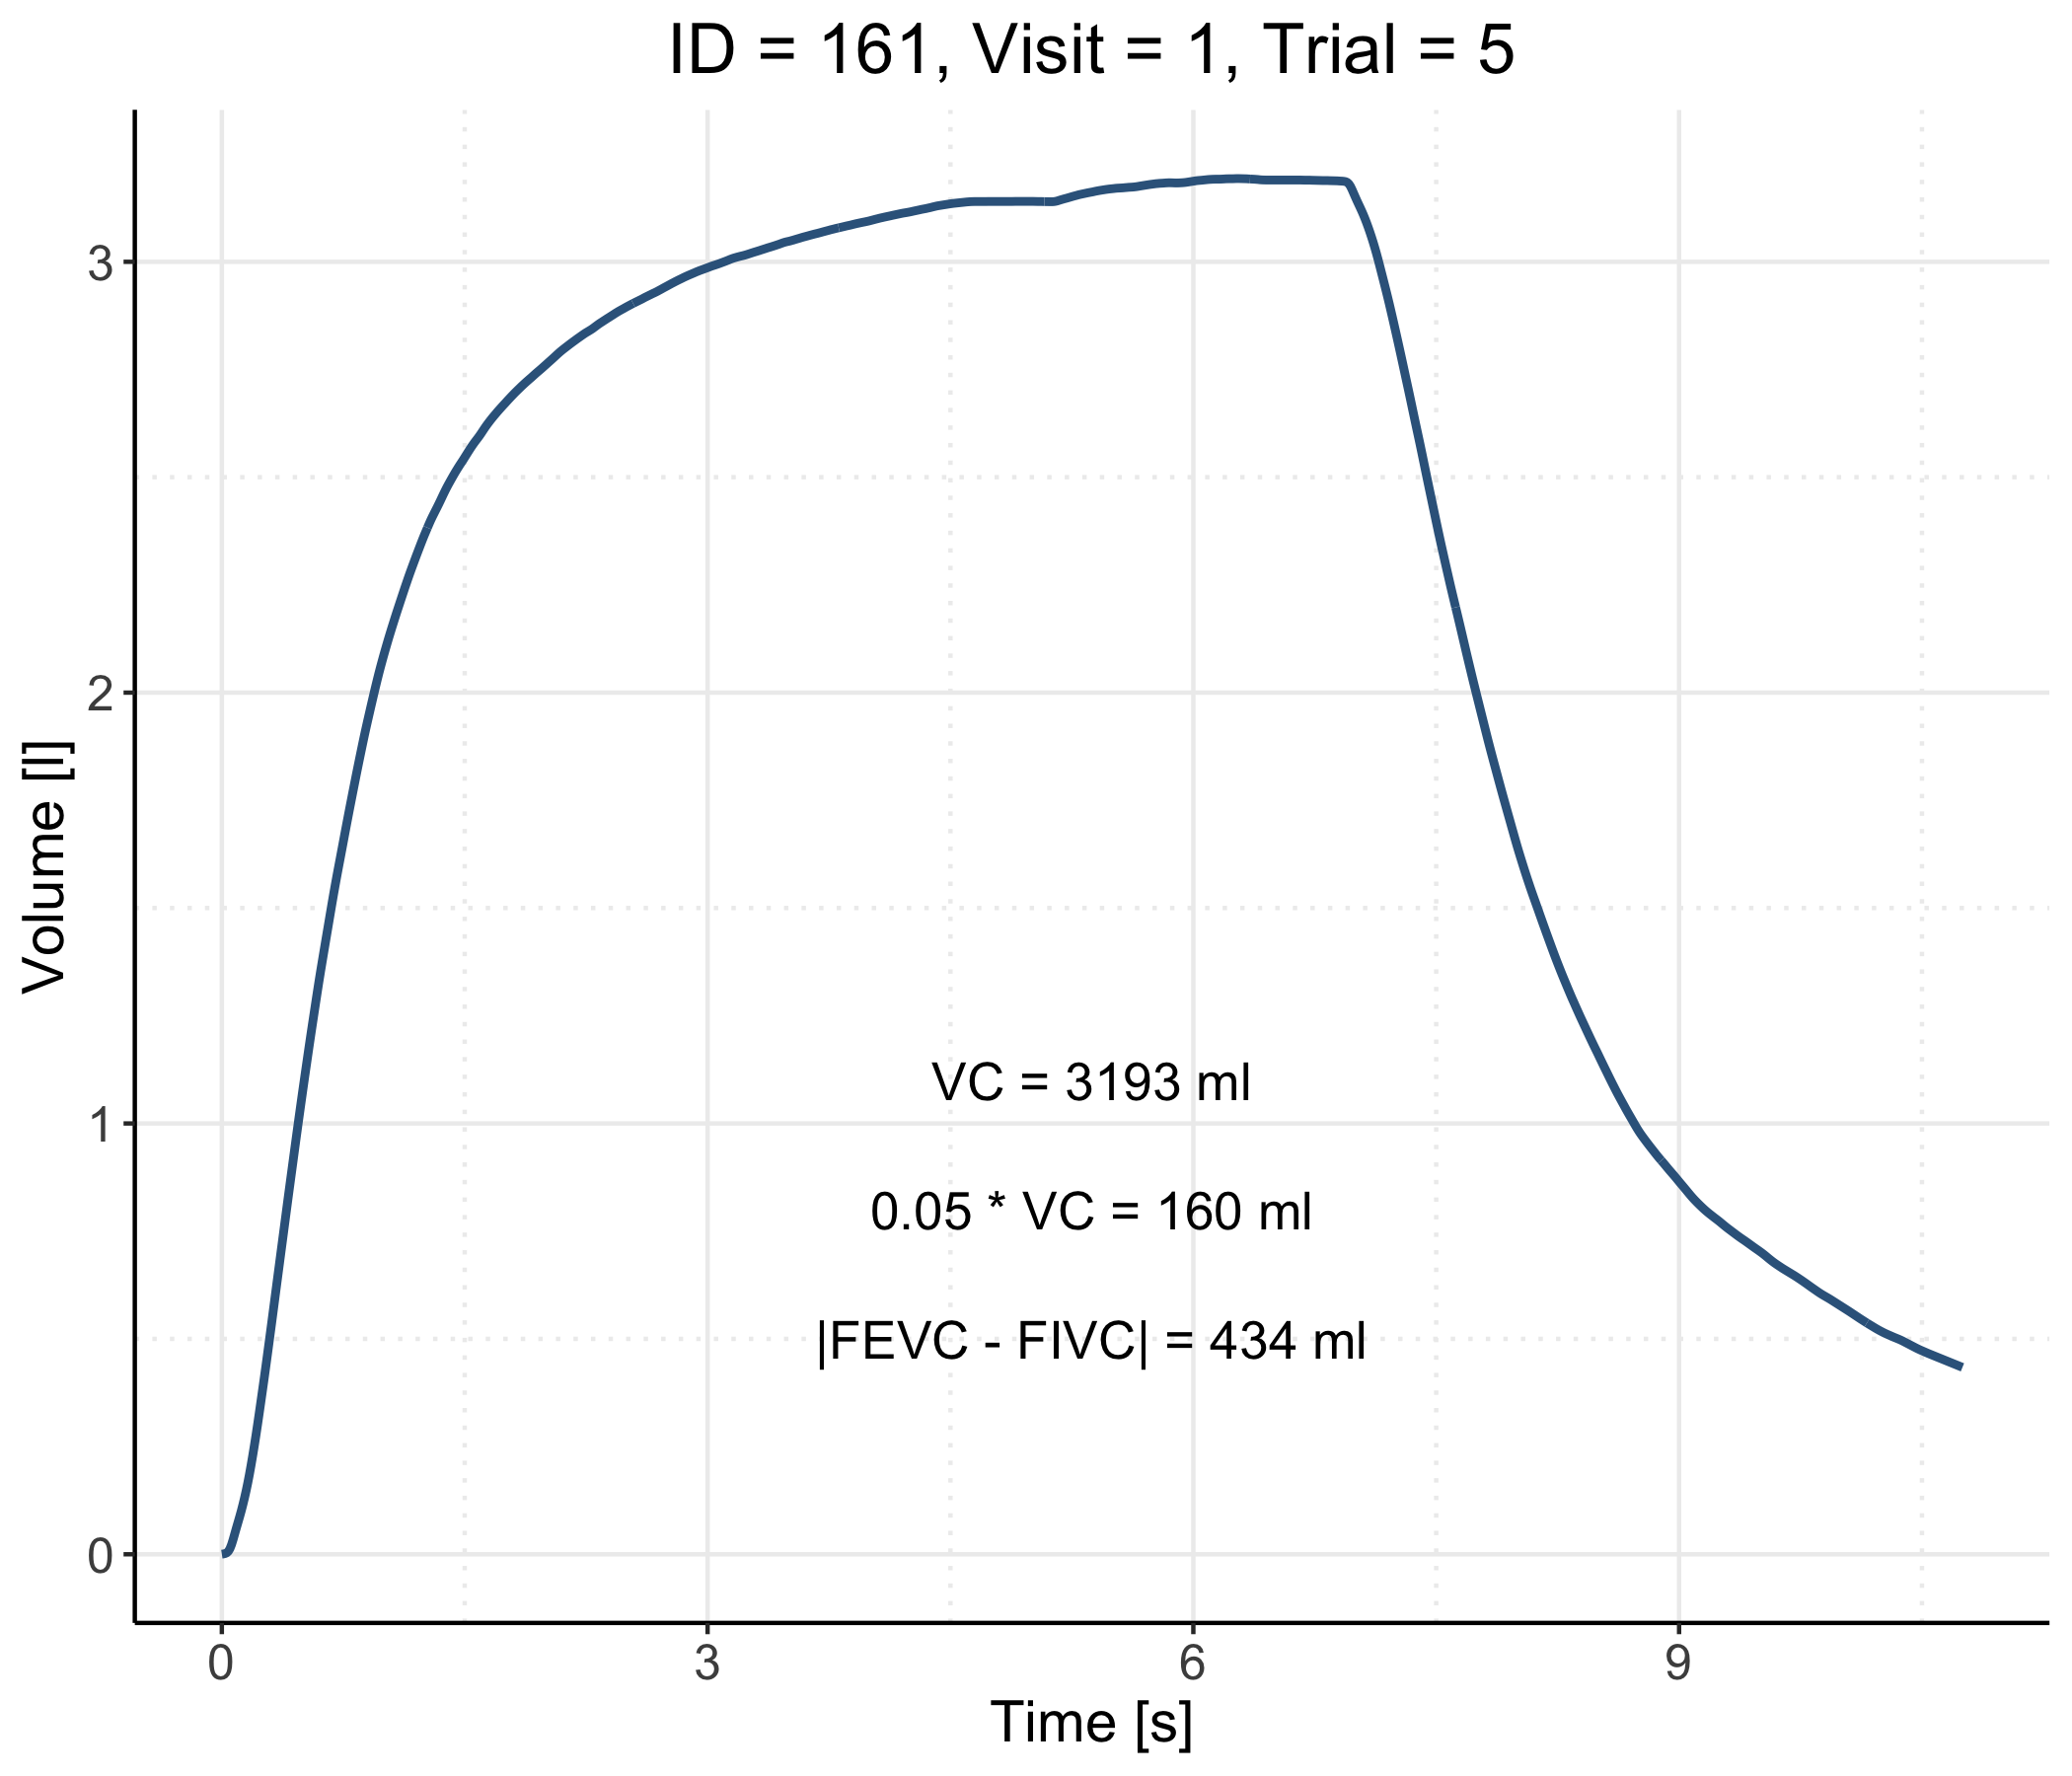 ID = 161, Visit = 1, Trial = 5
3
2
1
0
Volume [l]
VC = 3193 ml
0.05 * VC = 160 ml
|FEVC - FIVC| = 434 ml
0 3 6 9
Time [s]